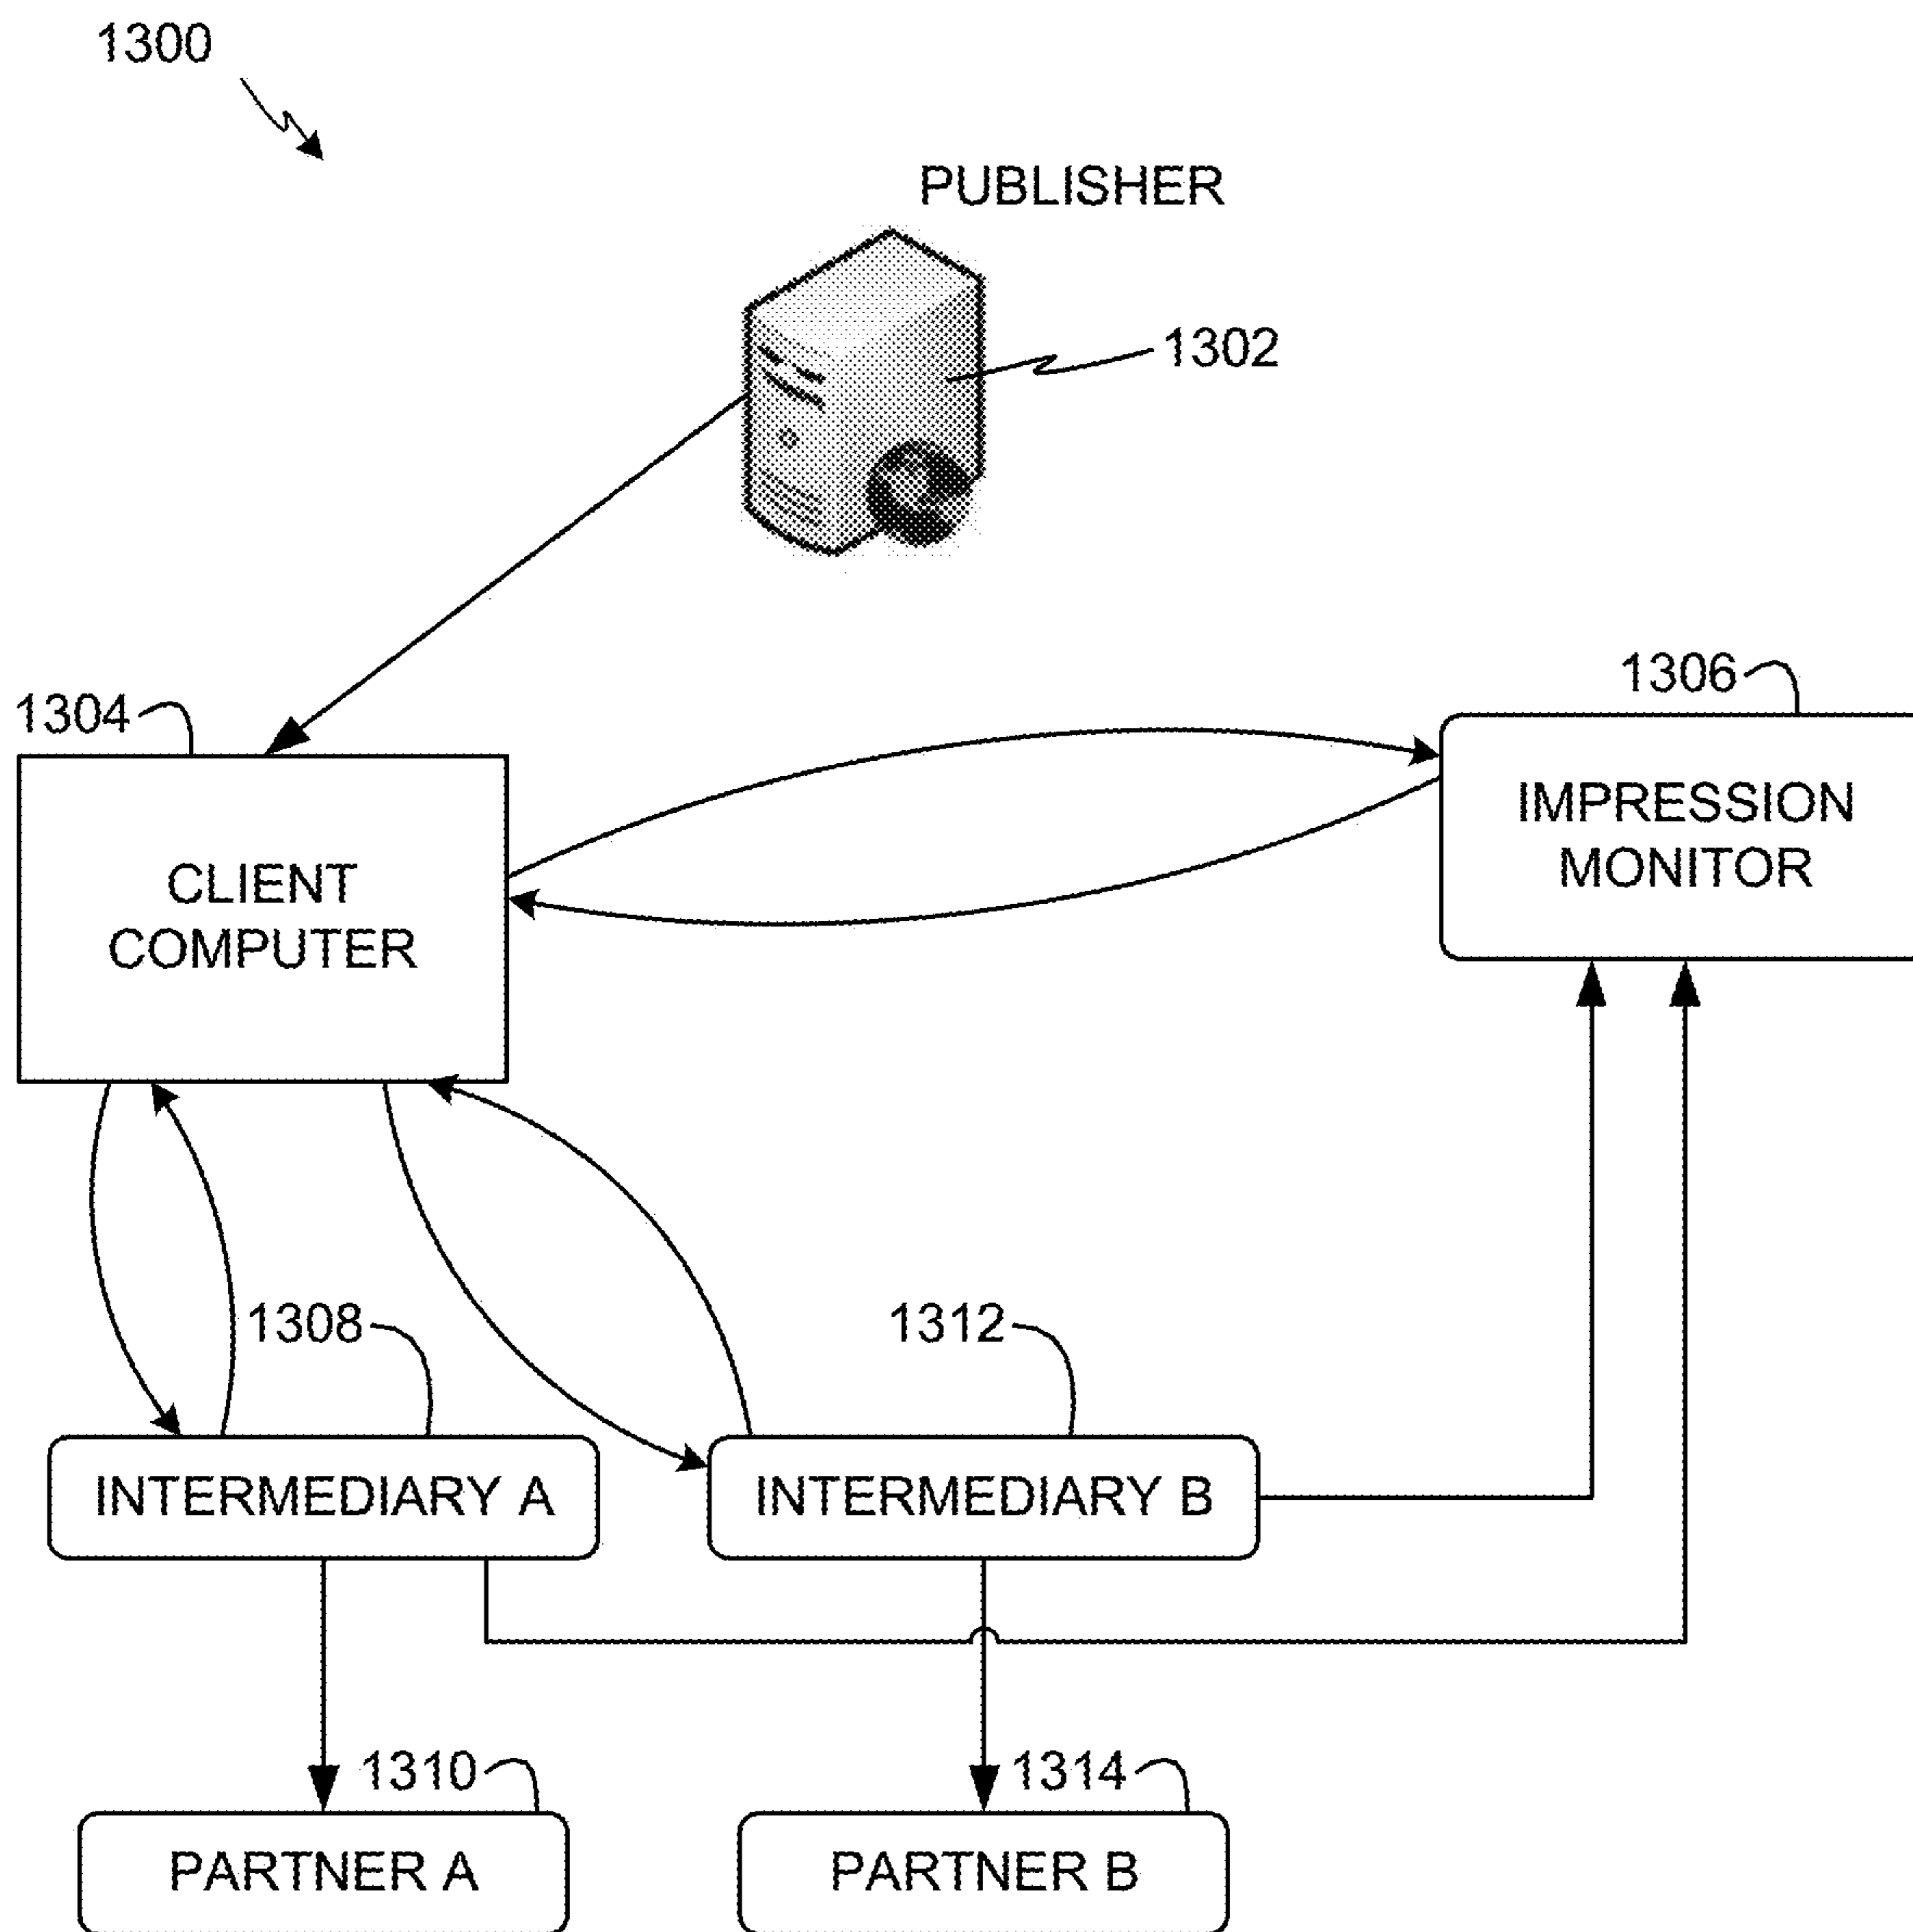 1300
PUBLISHER
1302
1304
1306
CLIENT
COMPUTER
IMPRESSION
MONITOR
1308
1312
INTERMEDIARY A
INTERMEDIARY B
1310
1314
PARTNER A
PARTNER B